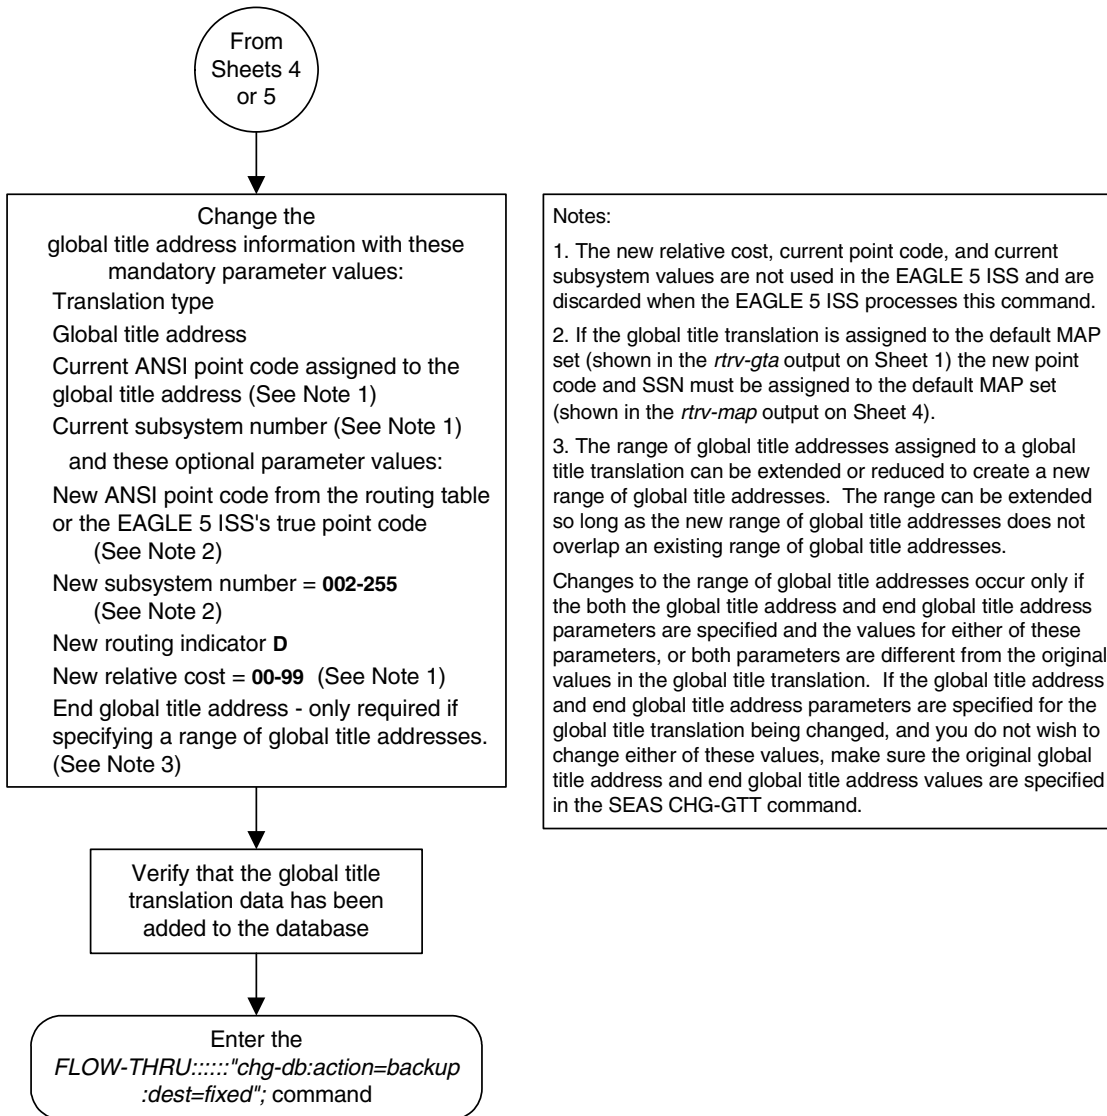 From
Sheets 4
or 5
Change the
global title address information with these
mandatory parameter values:
Translation type
Global title address
Current ANSI point code assigned to the
global title address (See Note 1)
Current subsystem number (See Note 1)
and these optional parameter values:
New ANSI point code from the routing table
or the EAGLE 5 ISS's true point code
(See Note 2)
New subsystem number = 002-255
(See Note 2)
New routing indicator D
New relative cost = 00-99 (See Note 1)
End global title address - only required if
specifying a range of global title addresses.
(See Note 3)
Verify that the global title
translation data has been
added to the database
Enter the
FLOW-THRU::::::"chg-db:action=backup
:dest=fixed"; command
Notes:
1. The new relative cost, current point code, and current
subsystem values are not used in the EAGLE 5 ISS and are
discarded when the EAGLE 5 ISS processes this command.
2. If the global title translation is assigned to the default MAP
set (shown in the rtrv-gta output on Sheet 1) the new point
code and SSN must be assigned to the default MAP set
(shown in the rtrv-map output on Sheet 4).
3. The range of global title addresses assigned to a global
title translation can be extended or reduced to create a new
range of global title addresses. The range can be extended
so long as the new range of global title addresses does not
overlap an existing range of global title addresses.
Changes to the range of global title addresses occur only if
the both the global title address and end global title address
parameters are specified and the values for either of these
parameters, or both parameters are different from the original
values in the global title translation. If the global title address
and end global title address parameters are specified for the
global title translation being changed, and you do not wish to
change either of these values, make sure the original global
title address and end global title address values are specified
in the SEAS CHG-GTT command.